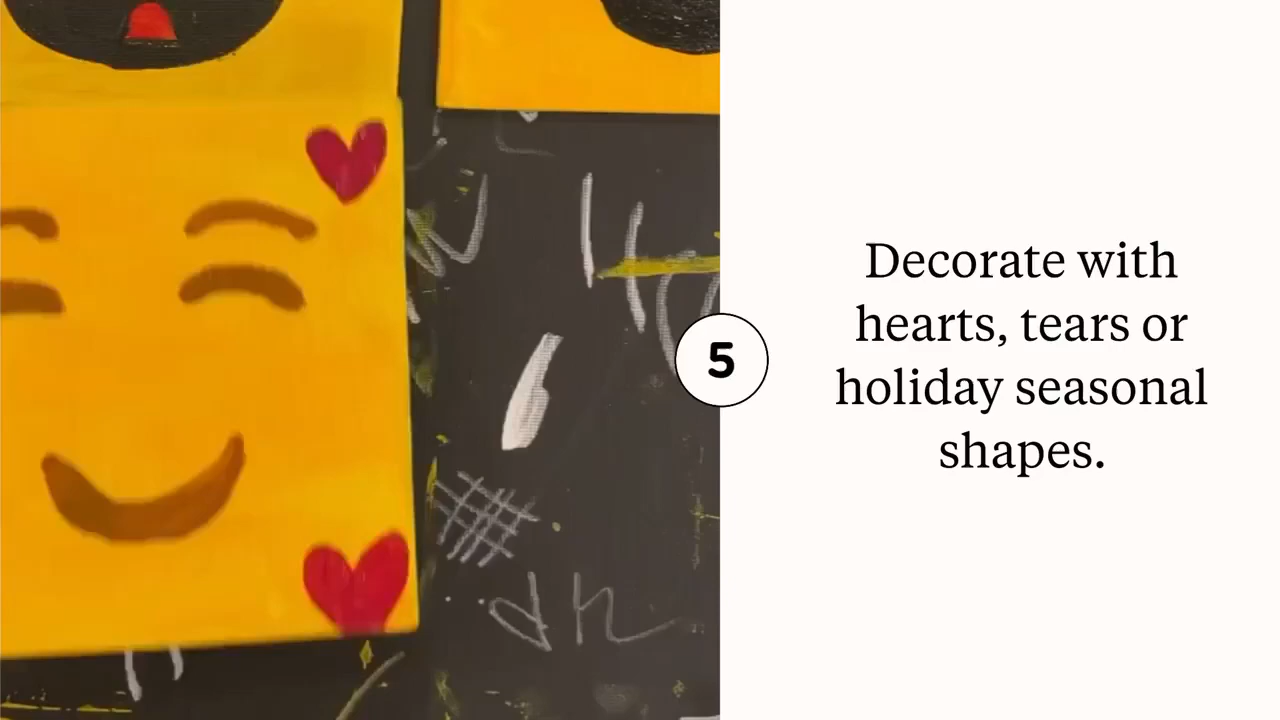 5
Decorate with
hearts, tears or
holiday seasonal
shapes.